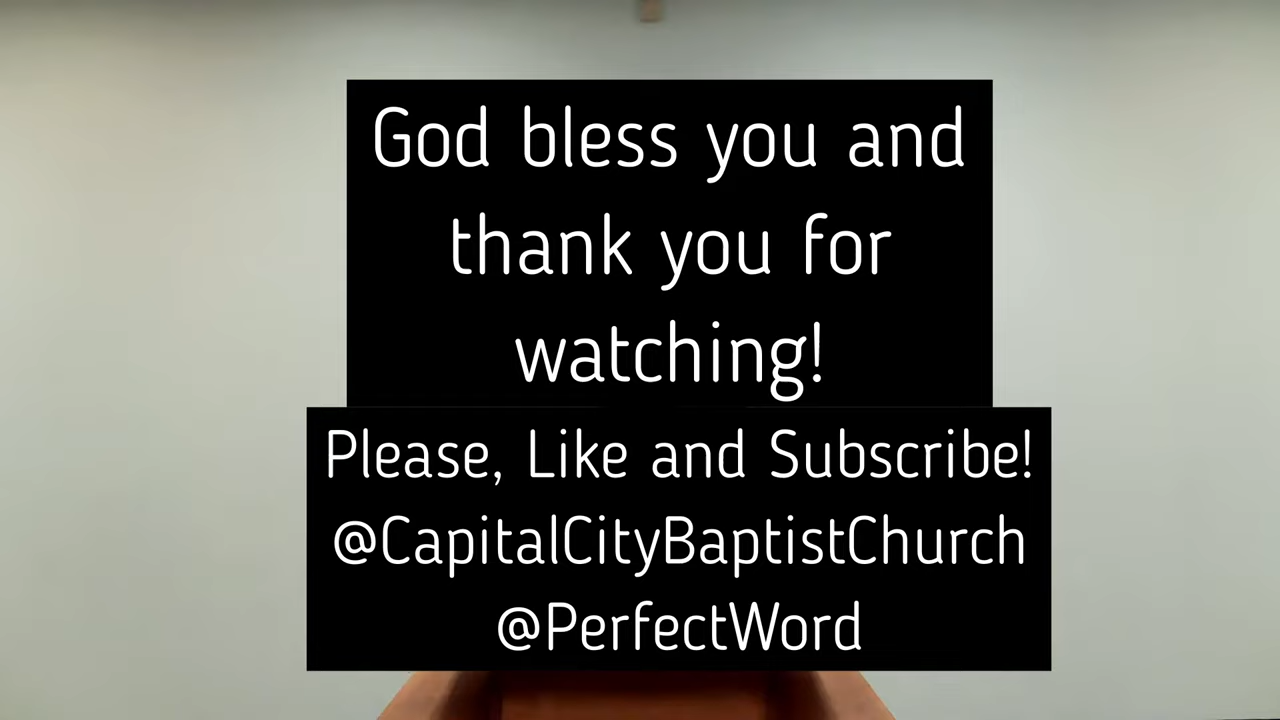 God bless you and
thank you for
watching!
Please, Like and Subscribe!
@CapitalCityBaptistChurch
@PerfectWord